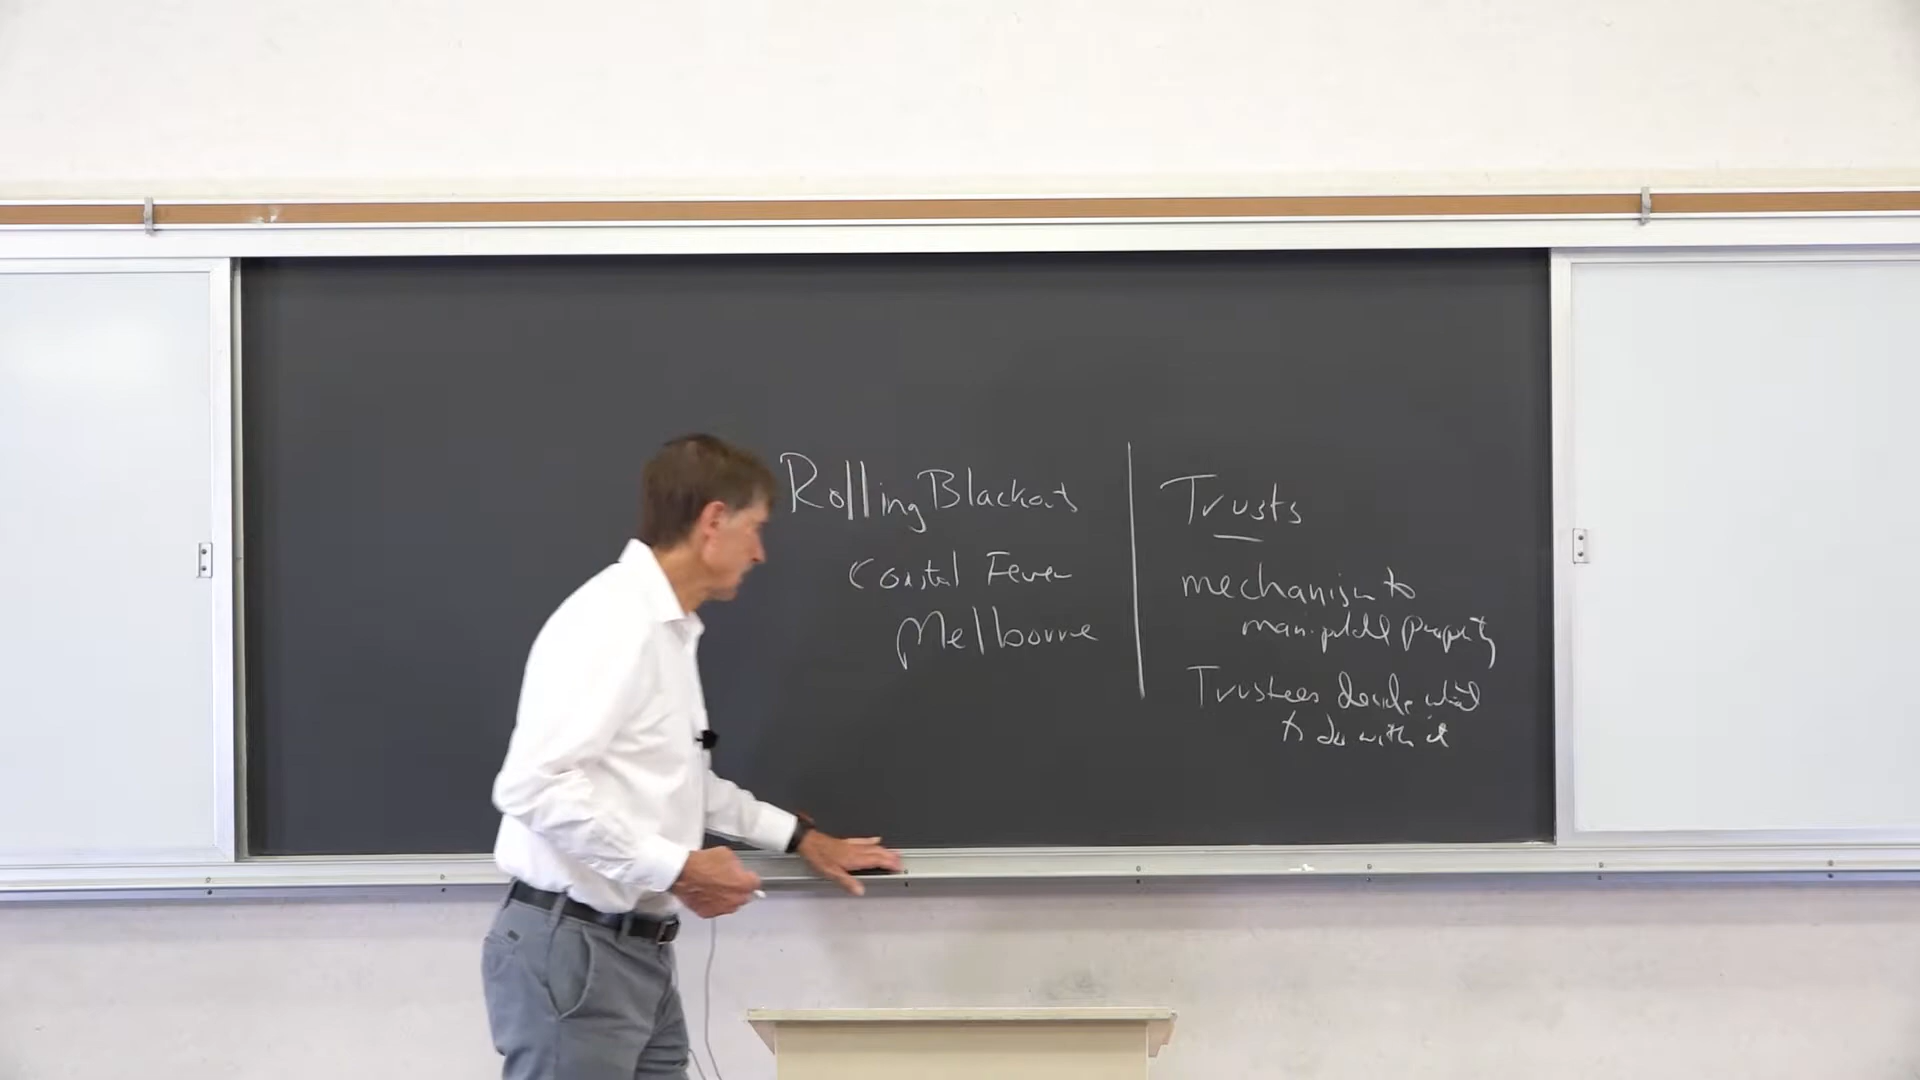 Rolling Blackouts
Coastal Fever
Melbourne
Trusts
mechanism to
manipulate property
Trustees decide what
to do with it